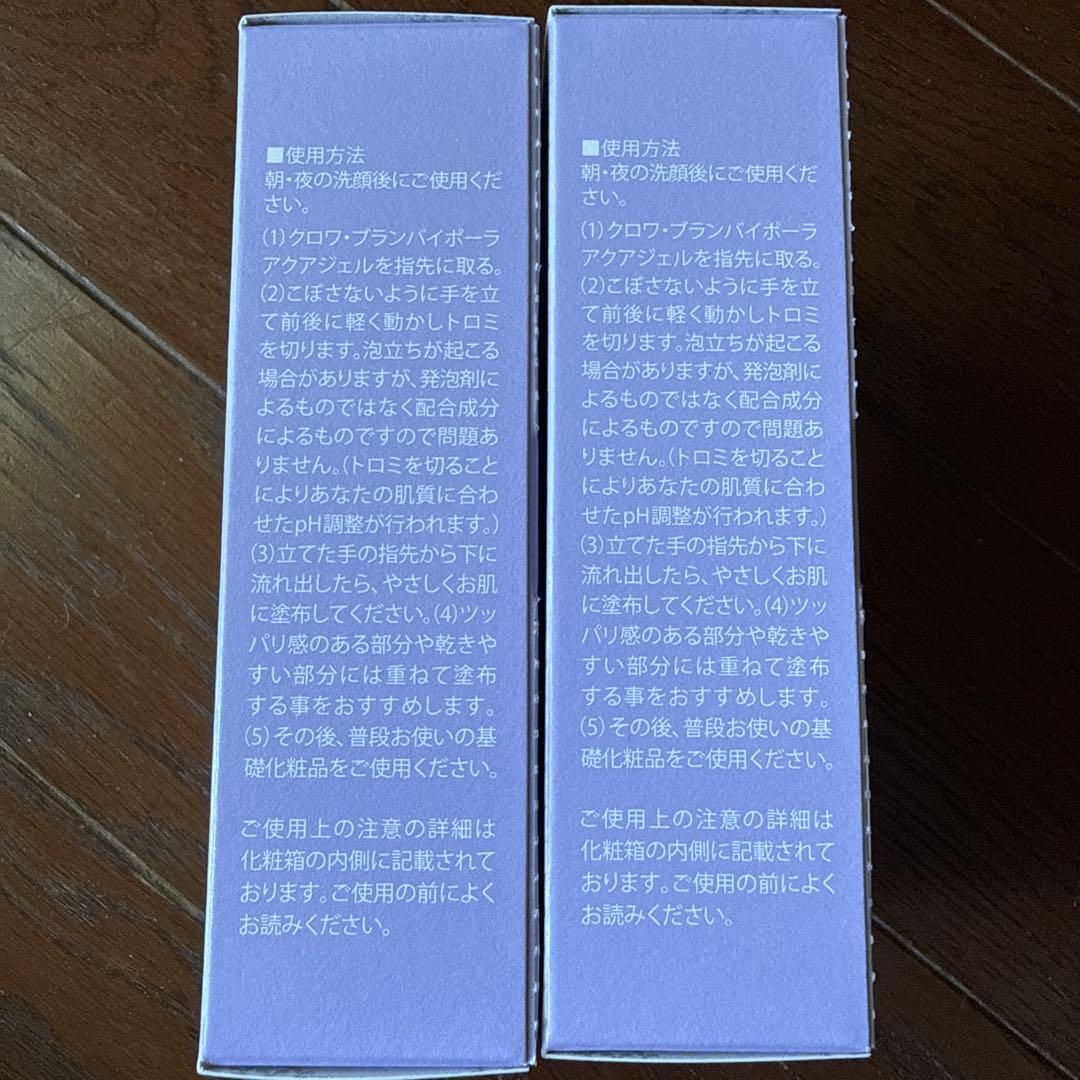 ■使用方法
朝・夜の洗顔後にご使用くだ
さい。
(1)クロワ・ブランバイポーラ
アクアジェルを指先に取る。
(2)こぼさないように手を立
て前後に軽く動かしトロミ
を切ります。泡立ちが起こる
場合がありますが、発泡剤に
よるものではなく配合成分
によるものですので問題あ
りません。(トロミを切ること
によりあなたの肌質に合わ
せたpH調整が行われます。)
(3)立てた手の指先から下に
流れ出したら、やさしくお肌
に塗布してください。(4)ツッ
パリ感のある部分や乾きや
すい部分には重ねて塗布
する事をおすすめします。
(5)その後、普段お使いの基
礎化粧品をご使用ください。
ご使用上の注意の詳細は
化粧箱の内側に記載されて
おります。ご使用の前によく
お読みください。
■使用方法
朝・夜の洗顔後にご使用くだ
さい。
(1)クロワ・ブランバイポーラ
アクアジェルを指先に取る。
(2)こぼさないように手を立
て前後に軽く動かしトロミ
を切ります。泡立ちが起こる
場合がありますが、発泡剤に
よるものではなく配合成分
によるものですので問題あ
りません。(トロミを切ること
によりあなたの肌質に合わ
せたpH調整が行われます。)
(3)立てた手の指先から下に
流れ出したら、やさしくお肌
に塗布してください。(4)ツッ
パリ感のある部分や乾きや
すい部分には重ねて塗布
する事をおすすめします。
(5)その後、普段お使いの基
礎化粧品をご使用ください。
ご使用上の注意の詳細は
化粧箱の内側に記載されて
おります。ご使用の前によく
お読みください。